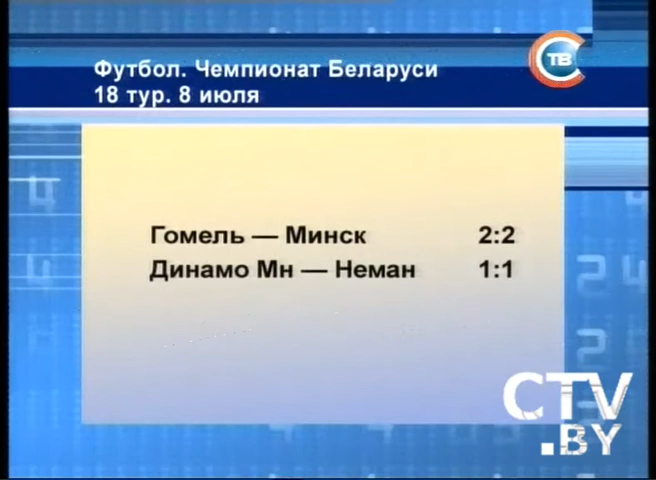 Футбол. Чемпионат Беларуси
18 тур. 8 июля
СТВ
Гомель — Минск 2:2
Динамо Мн — Неман 1:1
CTV
.BY